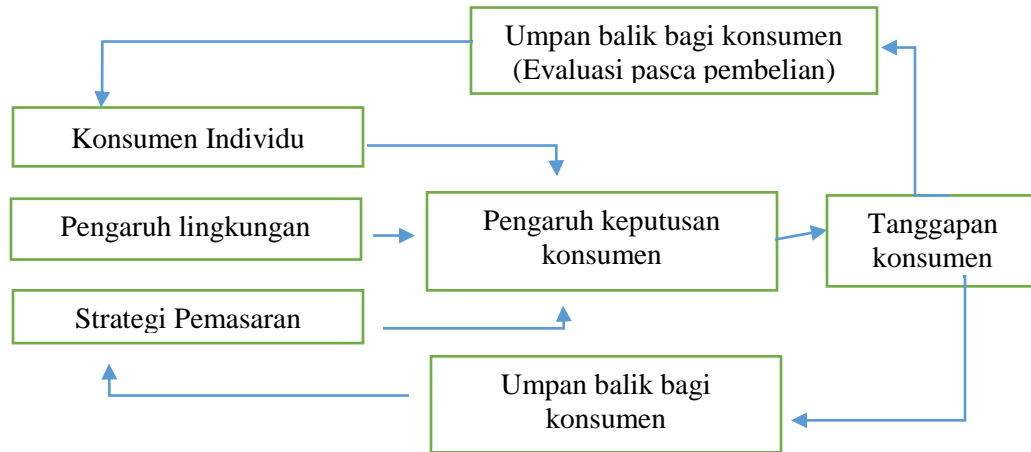 Umpan balik bagi konsumen
(Evaluasi pasca pembelian)
Konsumen Individu
Pengaruh lingkungan
Pengaruh keputusan
konsumen
Tanggapan
konsumen
Strategi Pemasaran
Umpan balik bagi
konsumen